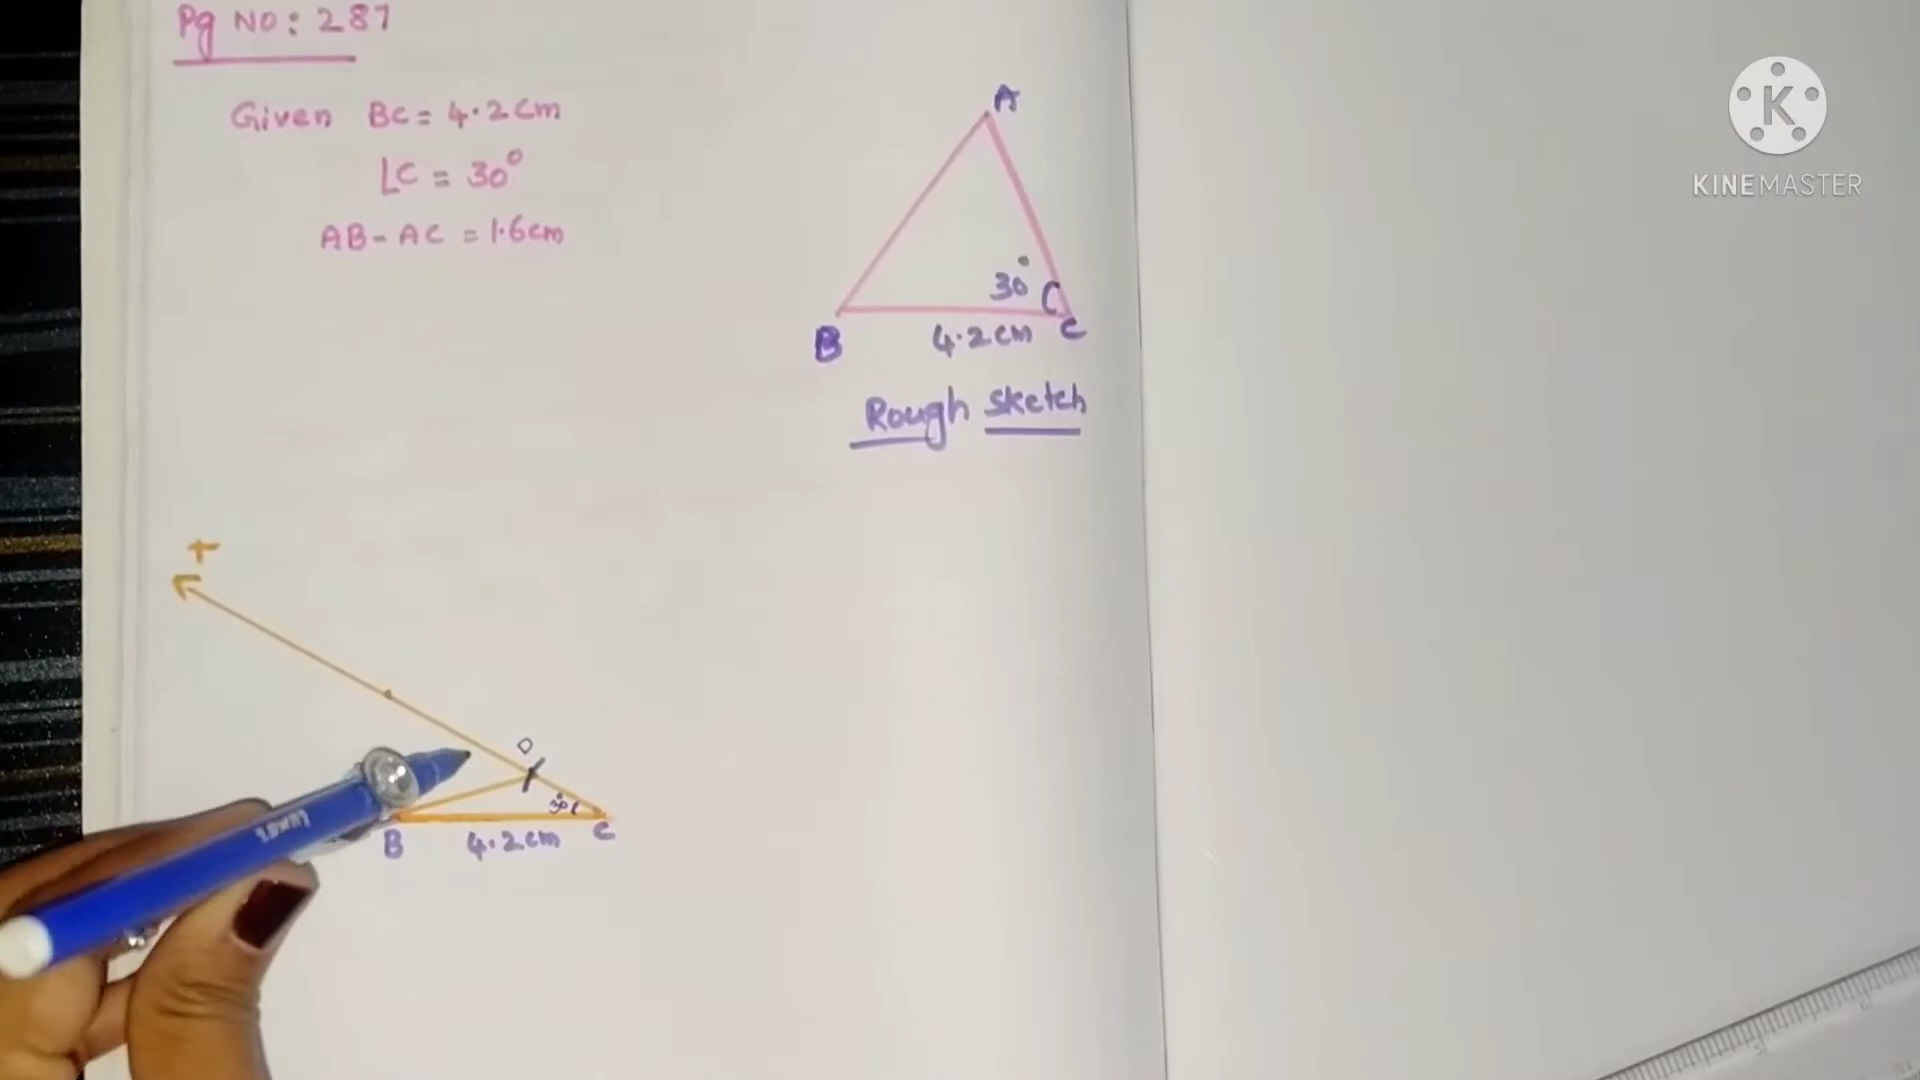 Pg NO: 287
Given BC = 4.2cm
∟C = 30°
AB - AC = 1.6cm
A
30°
B
4.2cm
C
Rough sketch
D
30°
B
4.2cm
C
K
KINEMASTER